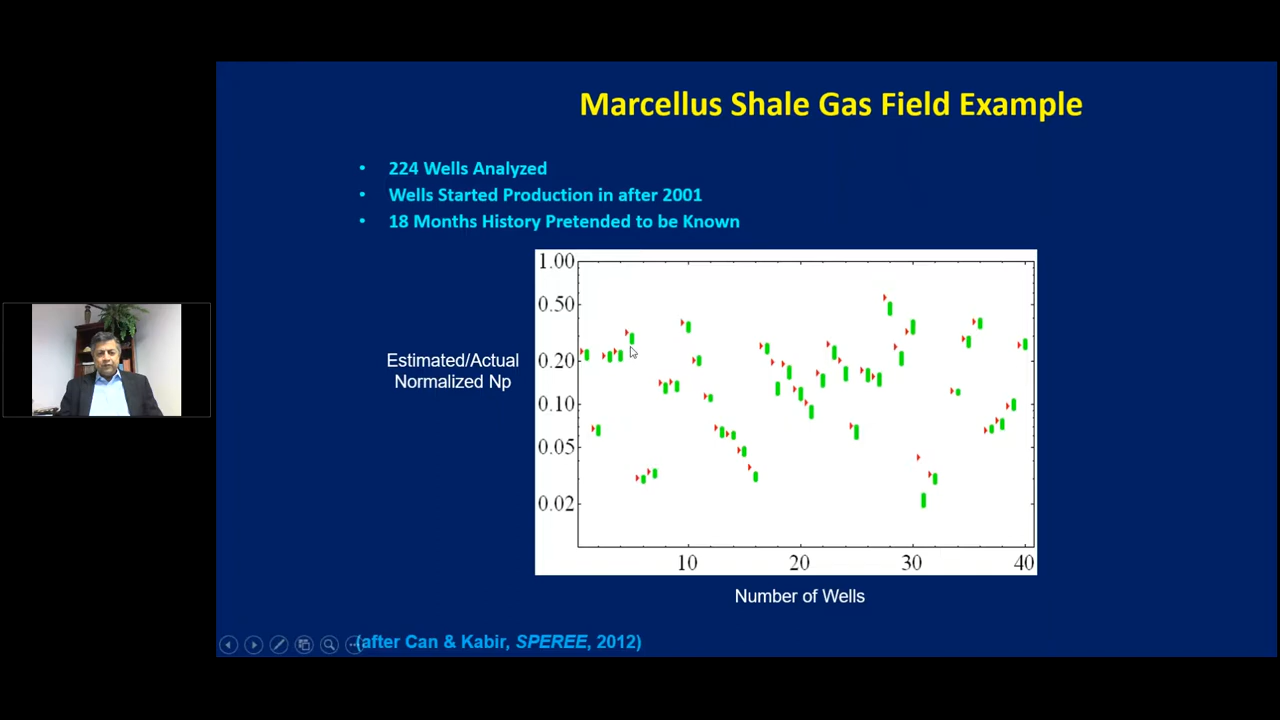 Marcellus Shale Gas Field Example
• 224 Wells Analyzed
• Wells Started Production in after 2001
• 18 Months History Pretended to be Known
1.00
0.50
0.20
0.10
0.05
0.02
Estimated/Actual
Normalized Np
10 20 30 40
Number of Wells
(after Can & Kabir, SPEREE, 2012)